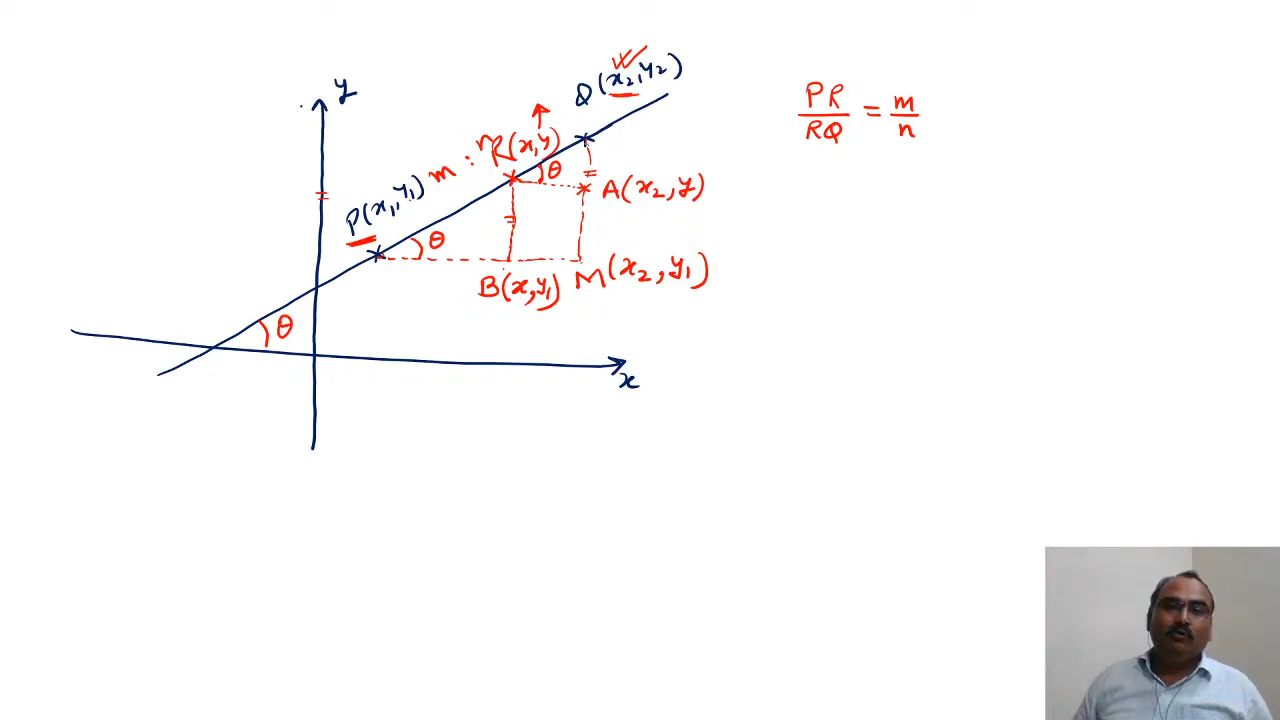 y
Q(x₂, y₂)
PR/RQ = m/n
m : n
R(x, y)
P(x₁, y₁)
θ
A(x₂, y)
θ
B(x, y₁)
M(x₂, y₁)
θ
x